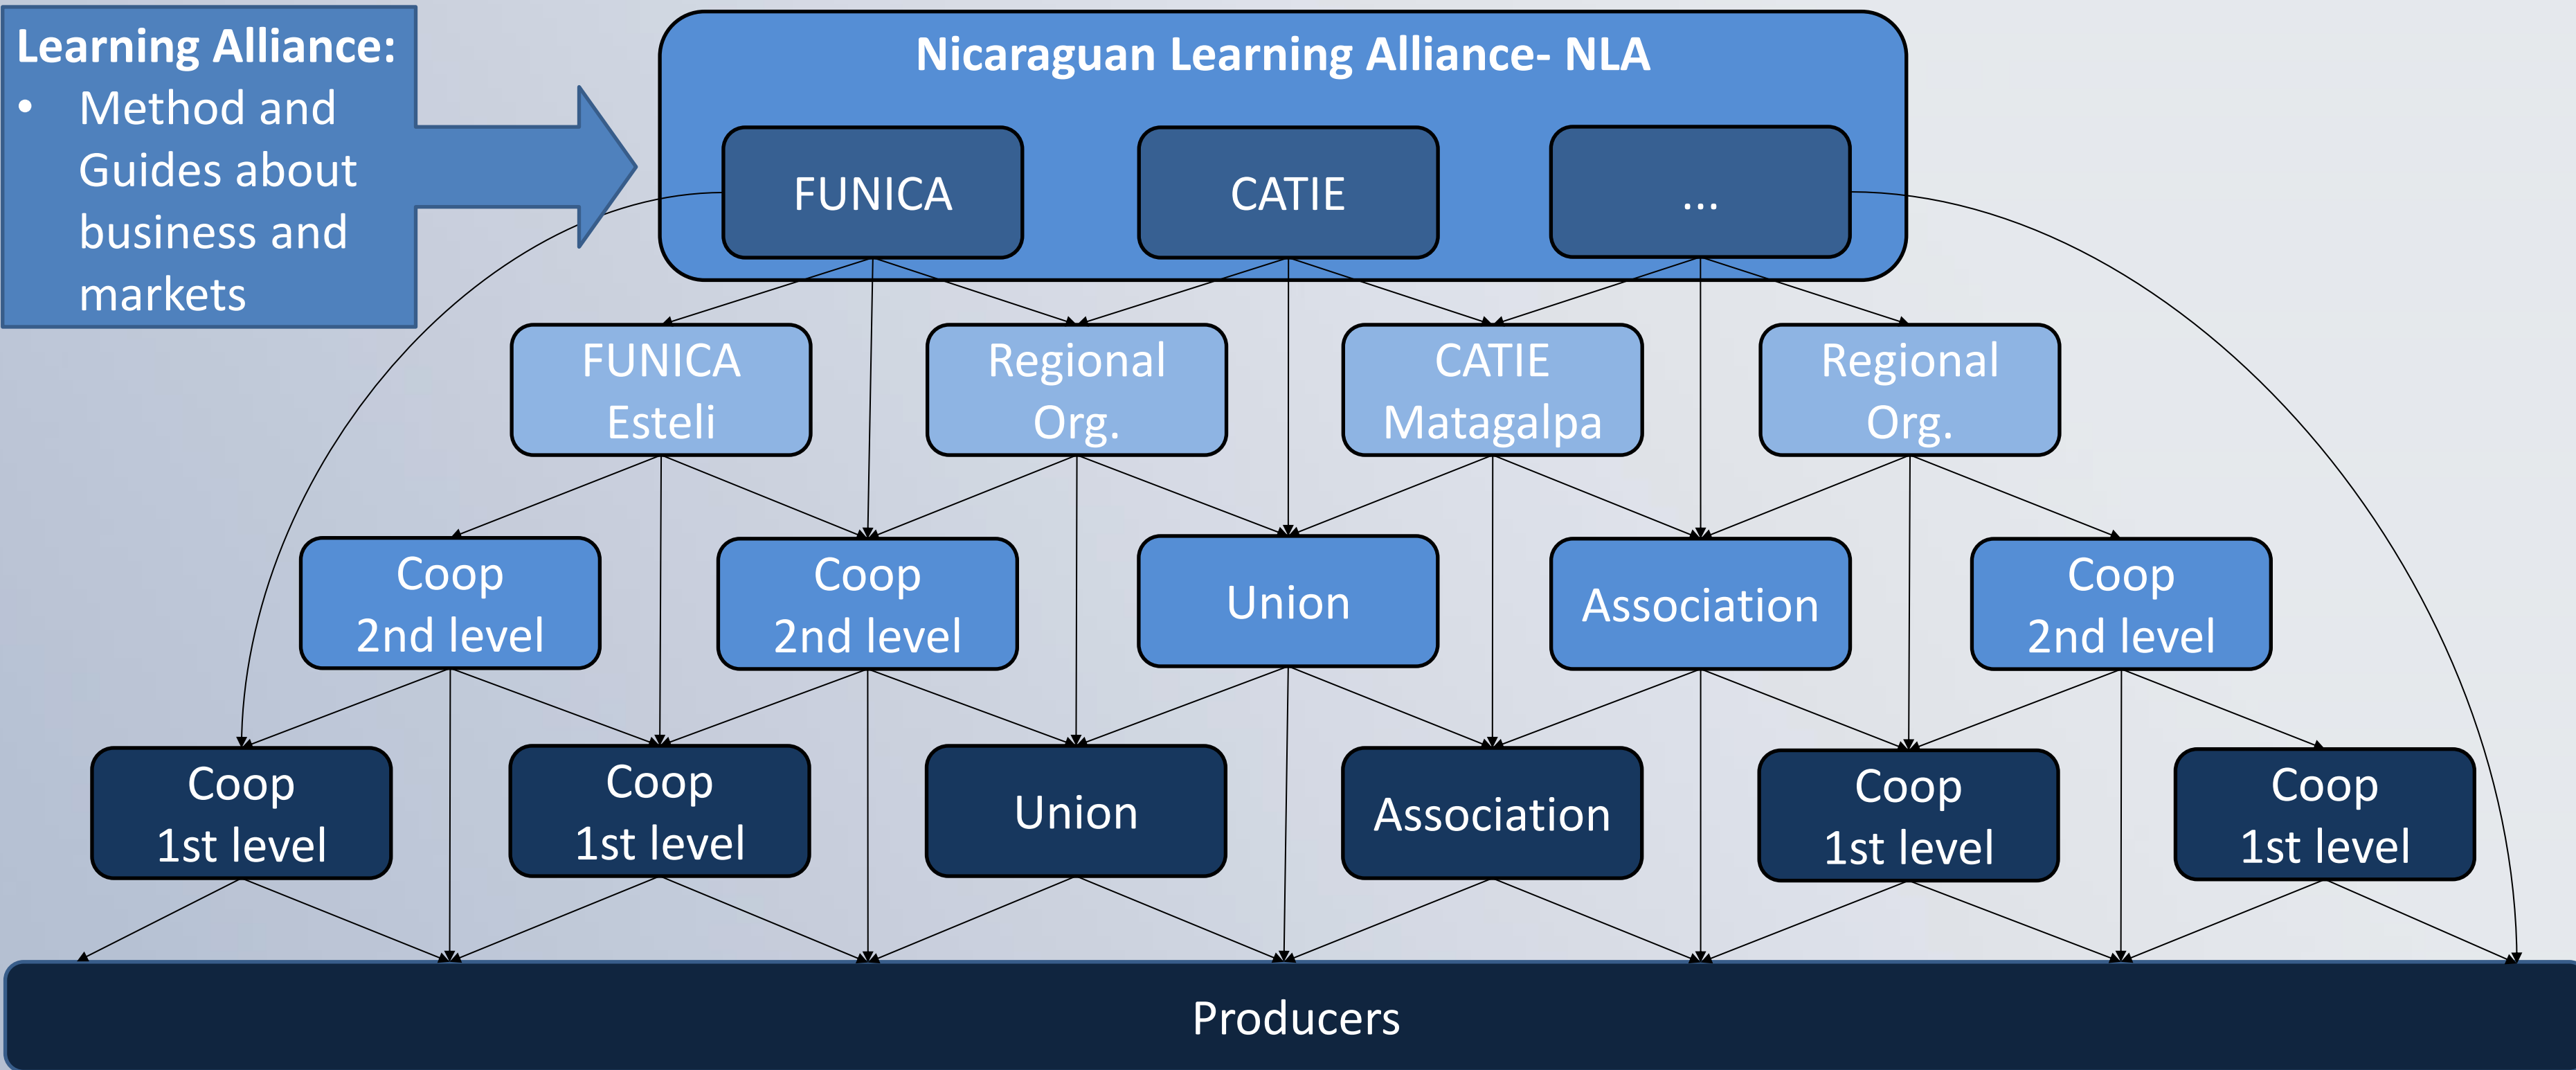 Learning Alliance:
• Method and
Guides about
business and
markets
Nicaraguan Learning Alliance- NLA
FUNICA
CATIE
...
FUNICA
Esteli
Regional
Org.
CATIE
Matagalpa
Regional
Org.
Coop
2nd level
Coop
2nd level
Union
Association
Coop
2nd level
Coop
1st level
Coop
1st level
Union
Association
Coop
1st level
Coop
1st level
Producers